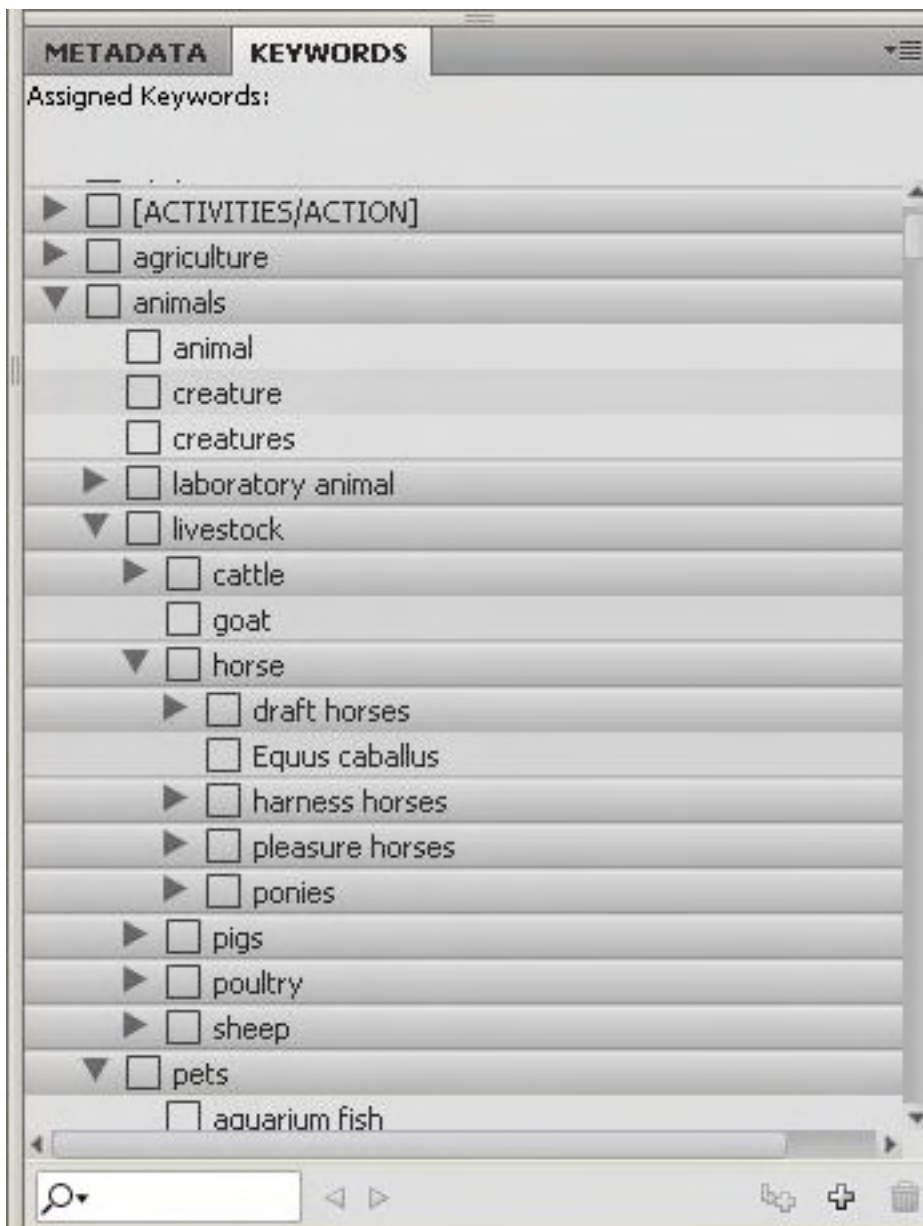 METADATA KEYWORDS
Assigned Keywords:
[ACTIVITIES/ACTION]
agriculture
animals
animal
creature
creatures
laboratory animal
livestock
cattle
goat
horse
draft horses
Equus caballus
harness horses
pleasure horses
ponies
pigs
poultry
sheep
pets
aquarium fish